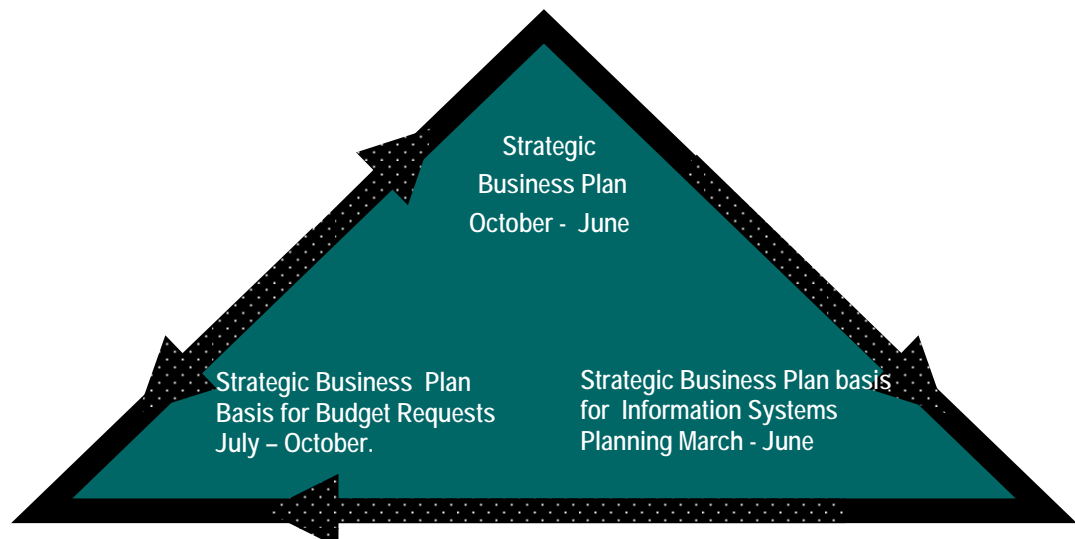 Strategic
Business Plan
October - June
Strategic Business Plan
Basis for Budget Requests
July – October.
Strategic Business Plan basis
for Information Systems
Planning March - June